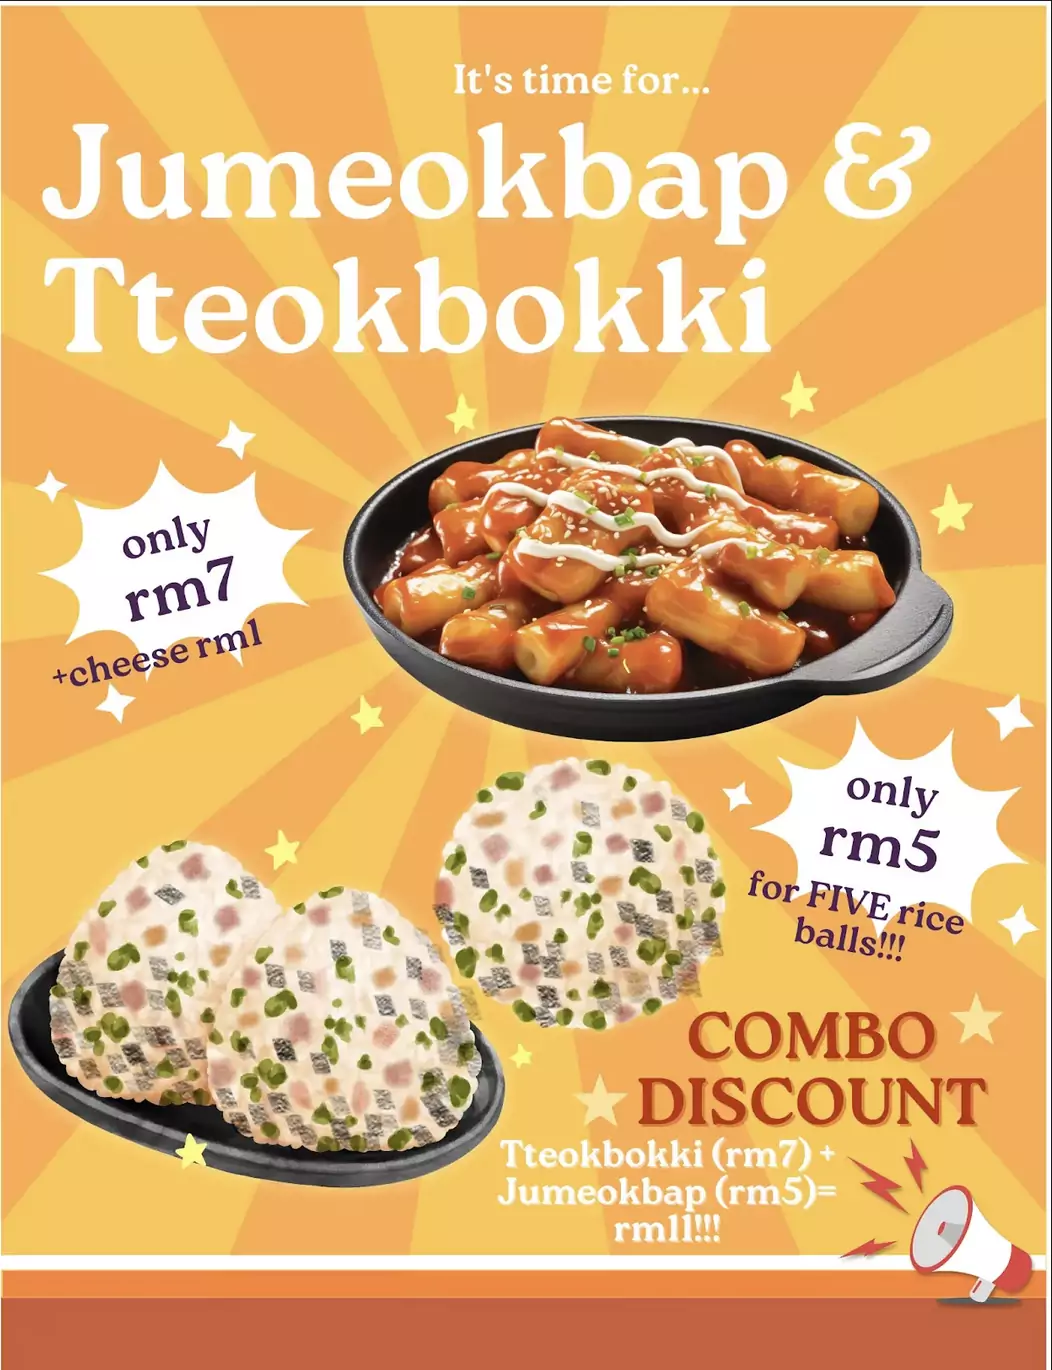 It's time for...
Jumeokbap &
Tteokbokki
only
rm7
+cheese rm1
only
rm5
for FIVE rice
balls!!!
COMBO
DISCOUNT
Tteokbokki (rm7) +
Jumeokbap (rm5)=
rm11!!!